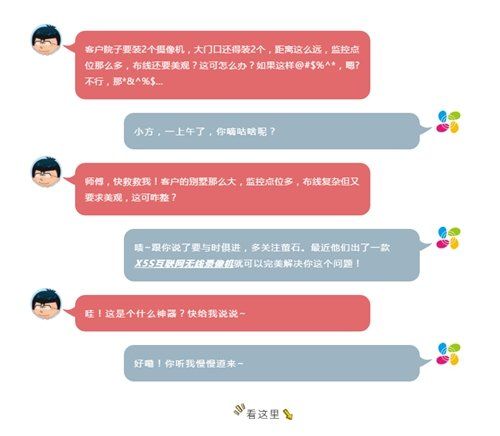 客户院子要装2个摄像机，大门口还得装2个，距离这么远，监控点
位那么多，布线还要美观？这可怎么办？如果这样@#$%^*，嗯?
不行，那*&^%$...
小方，一上午了，你嘀咕啥呢？
师傅，快救救我！客户的别墅那么大，监控点位多，布线复杂但又
要求美观，这可咋整？
啧~跟你说了要与时俱进，多关注萤石。最近他们出了一款
X5S互联网无线录像机就可以完美解决你这个问题！
哇！这是个什么神器？快给我说说~
好嘞！你听我慢慢道来~
看这里